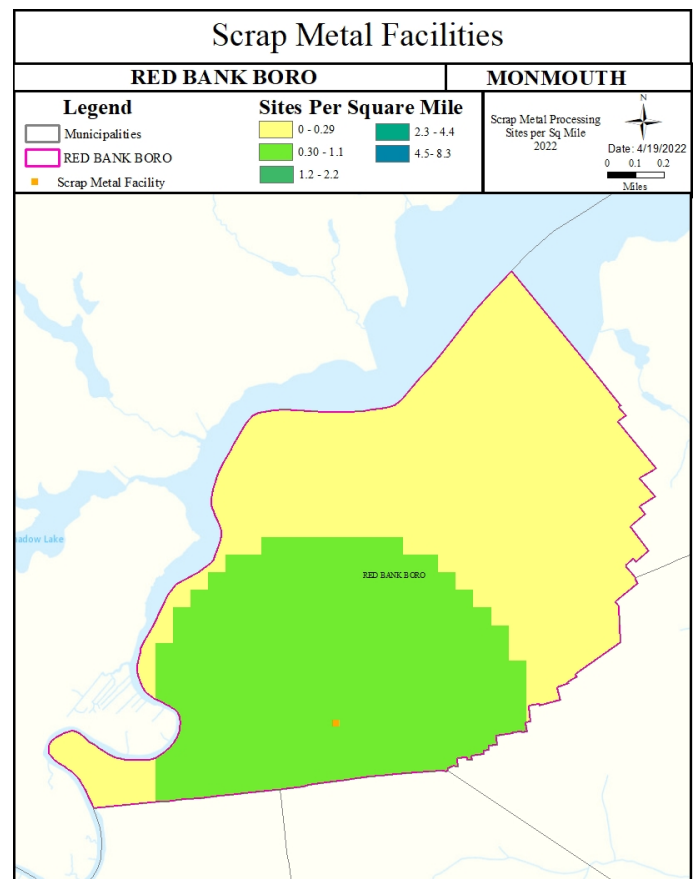 Scrap Metal Facilities
RED BANK BORO
MONMOUTH
Legend
Municipalities
RED BANK BORO
Scrap Metal Facility
Sites Per Square Mile
0 - 0.29
0.30 - 1.1
1.2 - 2.2
2.3 - 4.4
4.5- 8.3
Scrap Metal Processing
Sites per Sq Mile
2022
N
Date: 4/19/2022
0 0.1 0.2
Miles
adow Lake
RED BANK BORO